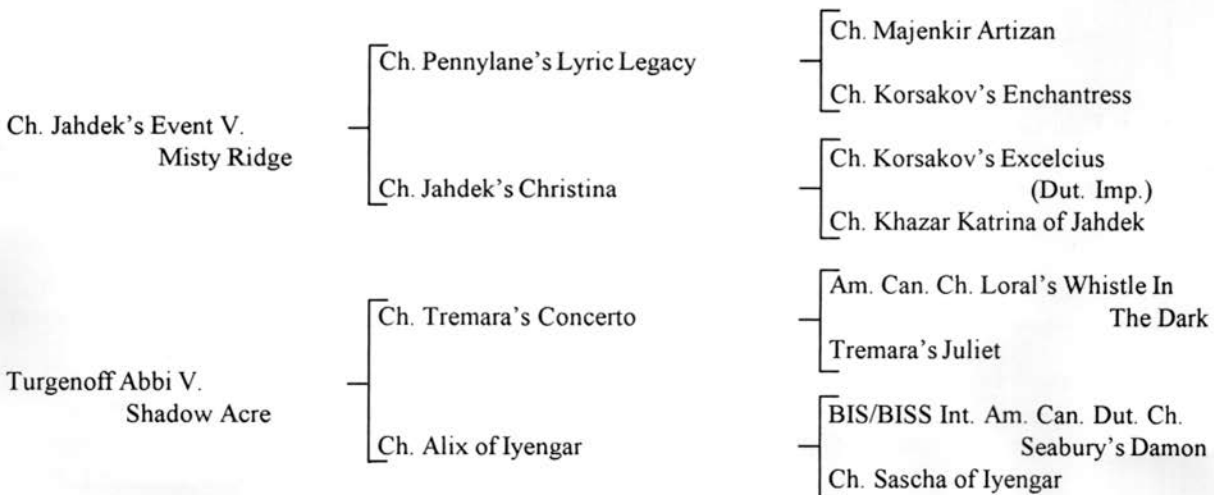 Ch. Majenkir Artizan
Ch. Pennylane's Lyric Legacy
Ch. Korsakov's Enchantress
Ch. Jahdek's Event V.
Misty Ridge
Ch. Korsakov's Excelcius
(Dut. Imp.)
Ch. Jahdek's Christina
Ch. Khazar Katrina of Jahdek
Am. Can. Ch. Loral's Whistle In
The Dark
Ch. Tremara's Concerto
Tremara's Juliet
Turgenoff Abbi V.
Shadow Acre
BIS/BISS Int. Am. Can. Dut. Ch.
Seabury's Damon
Ch. Alix of Iyengar
Ch. Sascha of Iyengar